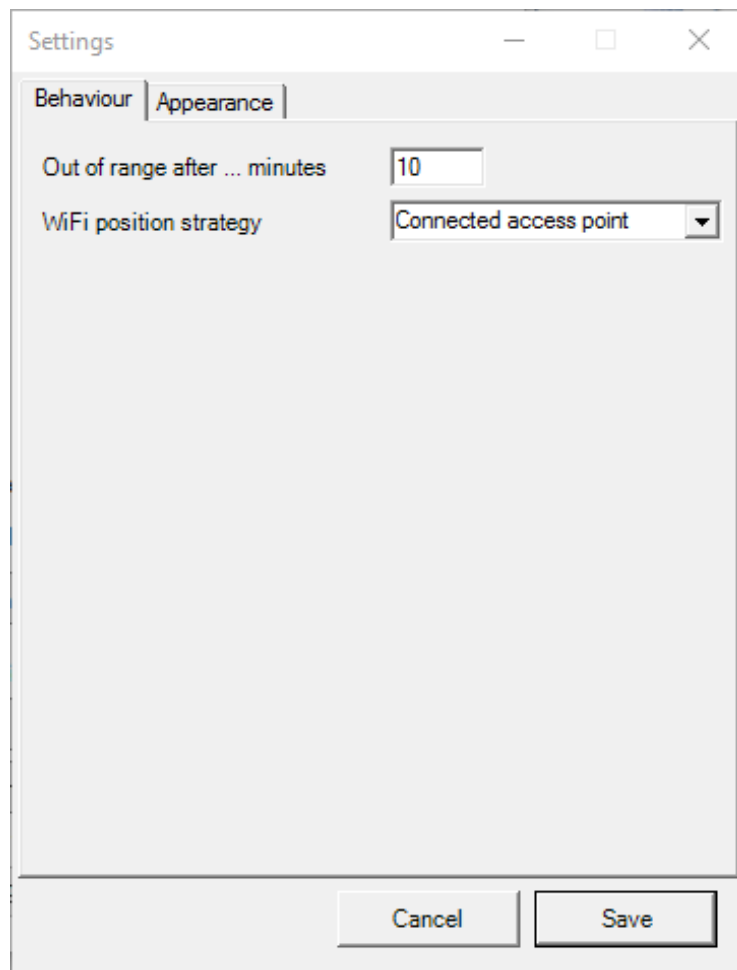 Settings
Behaviour Appearance
Out of range after ... minutes 10
WiFi position strategy Connected access point
Cancel Save